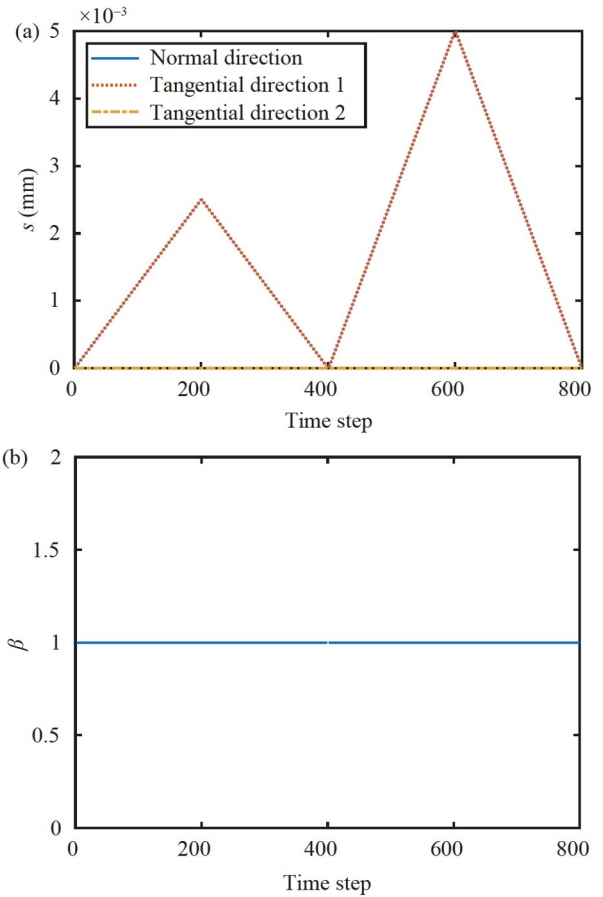 (a)
×10⁻³
5
4
3
2
1
0
s (mm)
Normal direction
Tangential direction 1
Tangential direction 2
0 200 400 600 800
Time step
(b)
2
1.5
1
0.5
0
β
0 200 400 600 800
Time step